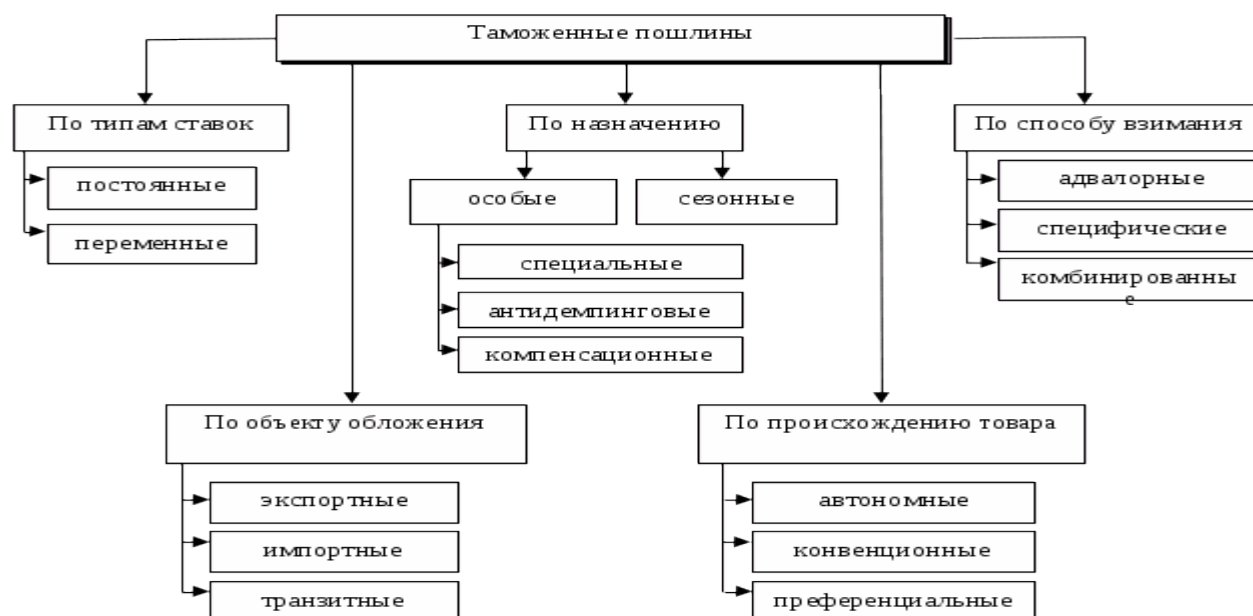 Таможенные пошлины
По типам ставок
постоянные
переменные
По назначению
особые
сезонные
специальные
антидемпинговые
компенсационные
По способу взимания
адвалорные
специфические
комбинированны
е
По объекту обложения
экспортные
импортные
транзитные
По происхождению товара
автономные
конвенционные
преференциальные